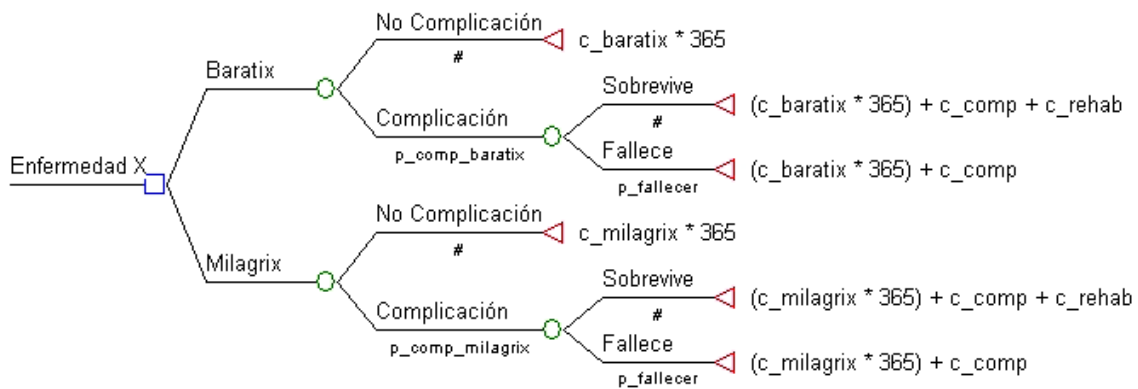 No Complicación
c_baratix * 365
#
Baratix
Sobrevive
(c_baratix * 365) + c_comp + c_rehab
#
Complicación
p_comp_baratix
Fallece
(c_baratix * 365) + c_comp
p_fallecer
Enfermedad X
No Complicación
c_milagrix * 365
#
Milagrix
Sobrevive
(c_milagrix * 365) + c_comp + c_rehab
#
Complicación
p_comp_milagrix
Fallece
(c_milagrix * 365) + c_comp
p_fallecer